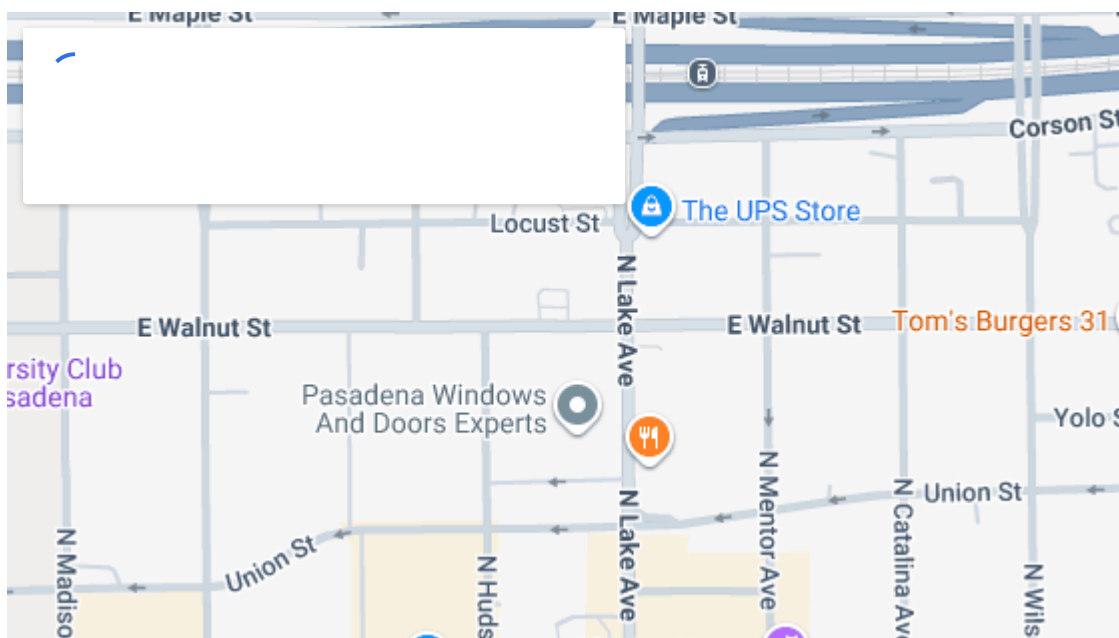 E Maple St
E Maple St
Corson St
The UPS Store
Locust St
N Lake Ave
E Walnut St
E Walnut St
Tom's Burgers 31
rsity Club
sadena
Pasadena Windows
And Doors Experts
Yolo S
N Mentor Ave
N Catalina Av
Union St
N Lake Ave
Union St
N Madiso
N Huds
N Wils